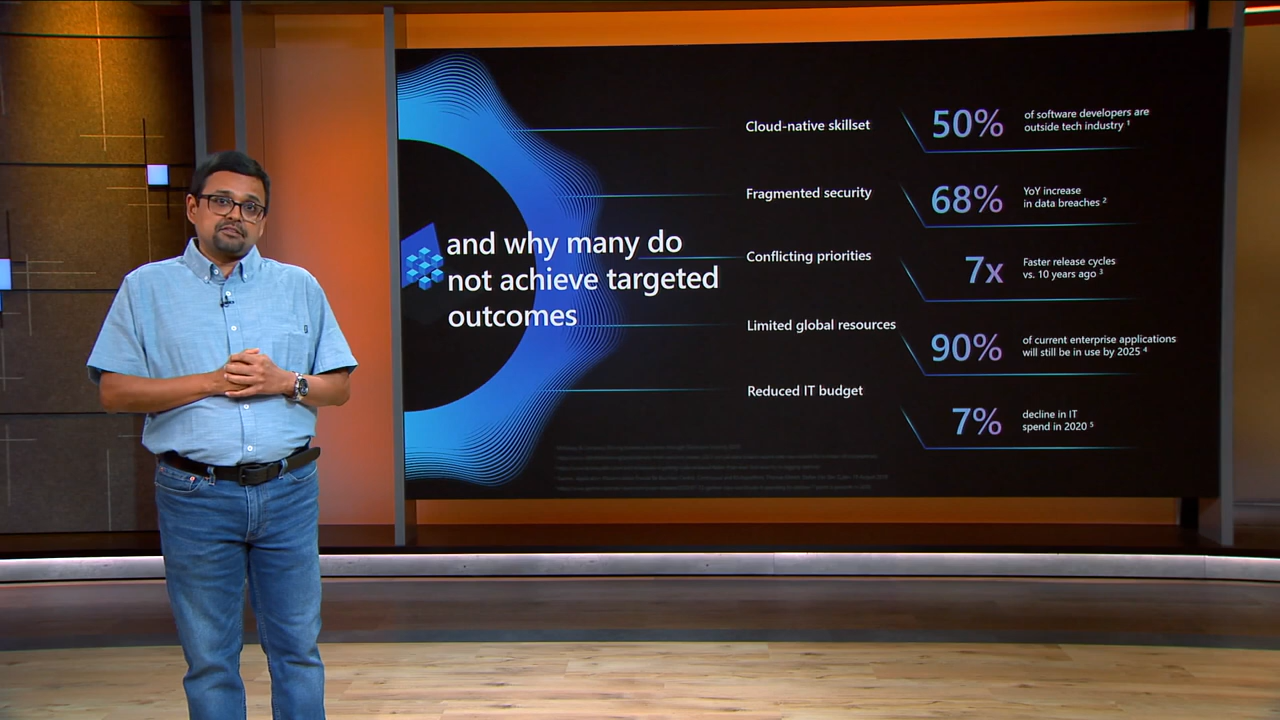 and why many do
not achieve targeted
outcomes
Cloud-native skillset
50%
of software developers are
outside tech industry ¹
Fragmented security
68%
YoY increase
in data breaches ²
Conflicting priorities
7x
Faster release cycles
vs. 10 years ago ³
Limited global resources
90%
of current enterprise applications
will still be in use by 2025 ⁴
Reduced IT budget
7%
decline in IT
spend in 2020 ⁵